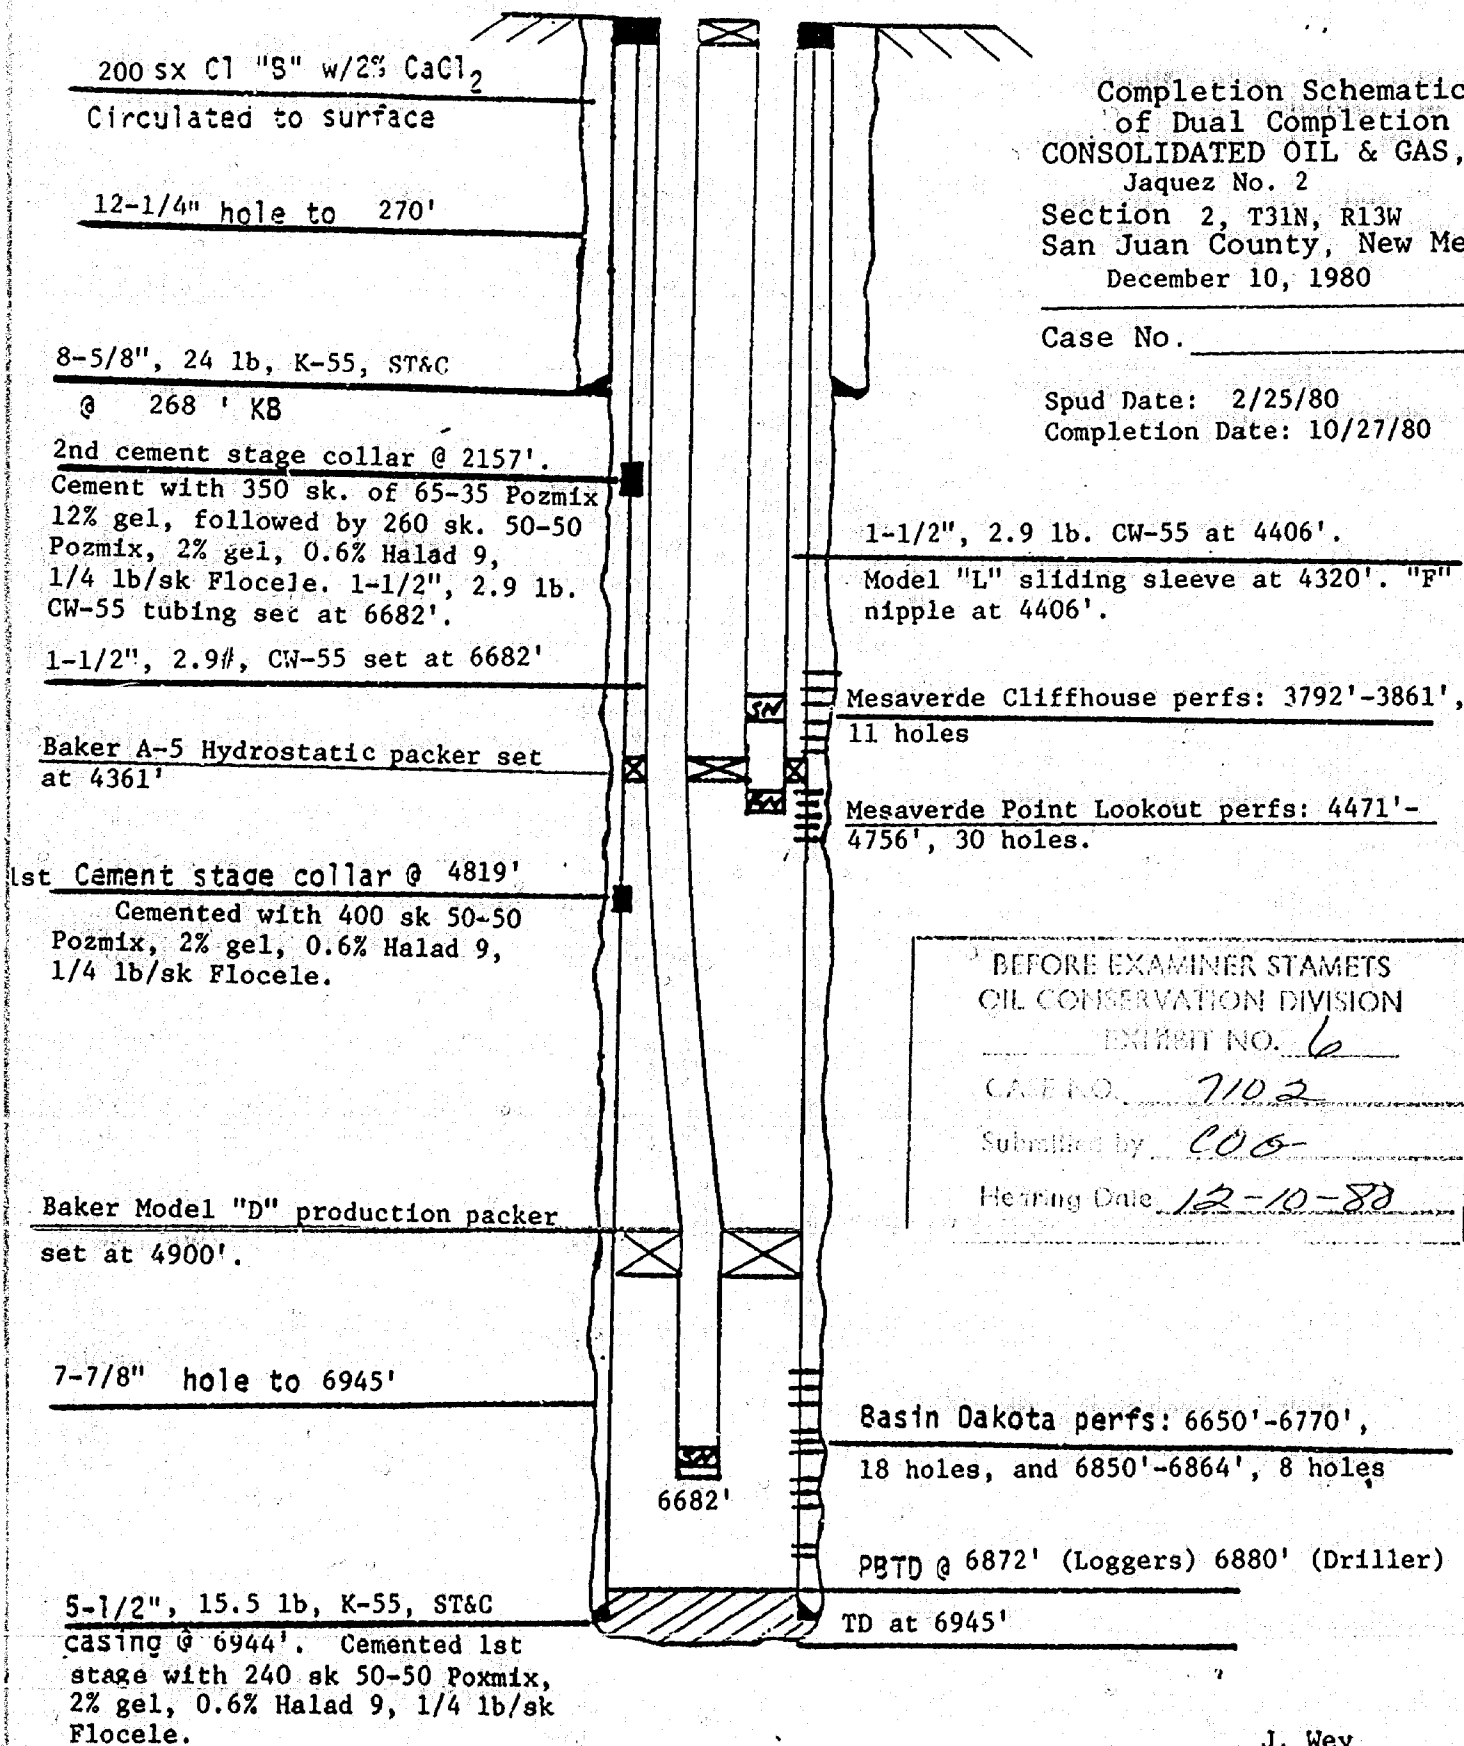 200 sx Cl "B" w/2% CaCl2
Circulated to surface
12-1/4" hole to 270'
8-5/8", 24 lb, K-55, ST&C
@ 268 ' KB
2nd cement stage collar @ 2157'.
Cement with 350 sk. of 65-35 Pozmix
12% gel, followed by 260 sk. 50-50
Pozmix, 2% gel, 0.6% Halad 9,
1/4 lb/sk Flocele. 1-1/2", 2.9 lb.
CW-55 tubing set at 6682'.
1-1/2", 2.9#, CW-55 set at 6682'
Baker A-5 Hydrostatic packer set
at 4361'
1st Cement stage collar @ 4819'
Cemented with 400 sk 50-50
Pozmix, 2% gel, 0.6% Halad 9,
1/4 lb/sk Flocele.
Baker Model "D" production packer
set at 4900'.
7-7/8" hole to 6945'
5-1/2", 15.5 lb, K-55, ST&C
casing @ 6944'. Cemented 1st
stage with 240 sk 50-50 Poxmix,
2% gel, 0.6% Halad 9, 1/4 lb/sk
Flocele.
SN
SN
6682'
Completion Schematic
of Dual Completion
CONSOLIDATED OIL & GAS,
Jaquez No. 2
Section 2, T31N, R13W
San Juan County, New Me
December 10, 1980
Case No.
Spud Date: 2/25/80
Completion Date: 10/27/80
1-1/2", 2.9 lb. CW-55 at 4406'.
Model "L" sliding sleeve at 4320'. "F"
nipple at 4406'.
Mesaverde Cliffhouse perfs: 3792'-3861',
11 holes
Mesaverde Point Lookout perfs: 4471'-
4756', 30 holes.
BEFORE EXAMINER STAMETS
OIL CONSERVATION DIVISION
EXHIBIT NO. 6
CASE NO. 7102
Submitted by COG
Hearing Date 12-10-80
Basin Dakota perfs: 6650'-6770',
18 holes, and 6850'-6864', 8 holes
PBTD @ 6872' (Loggers) 6880' (Driller)
TD at 6945'
J. Wey